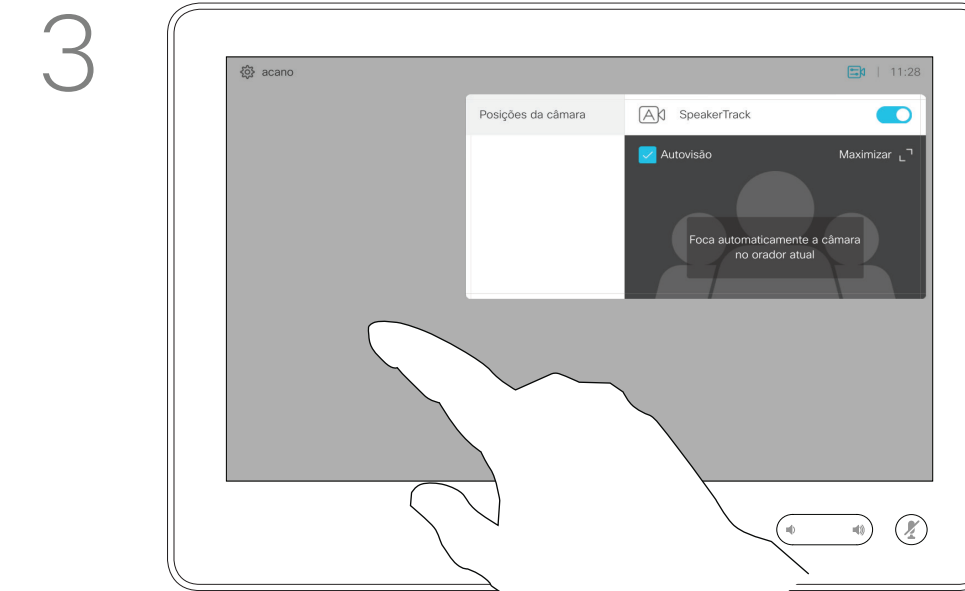 3
acano
11:28
Posições da câmara
SpeakerTrack
Autovisão
Maximizar
Foca automaticamente a câmara
no orador atual